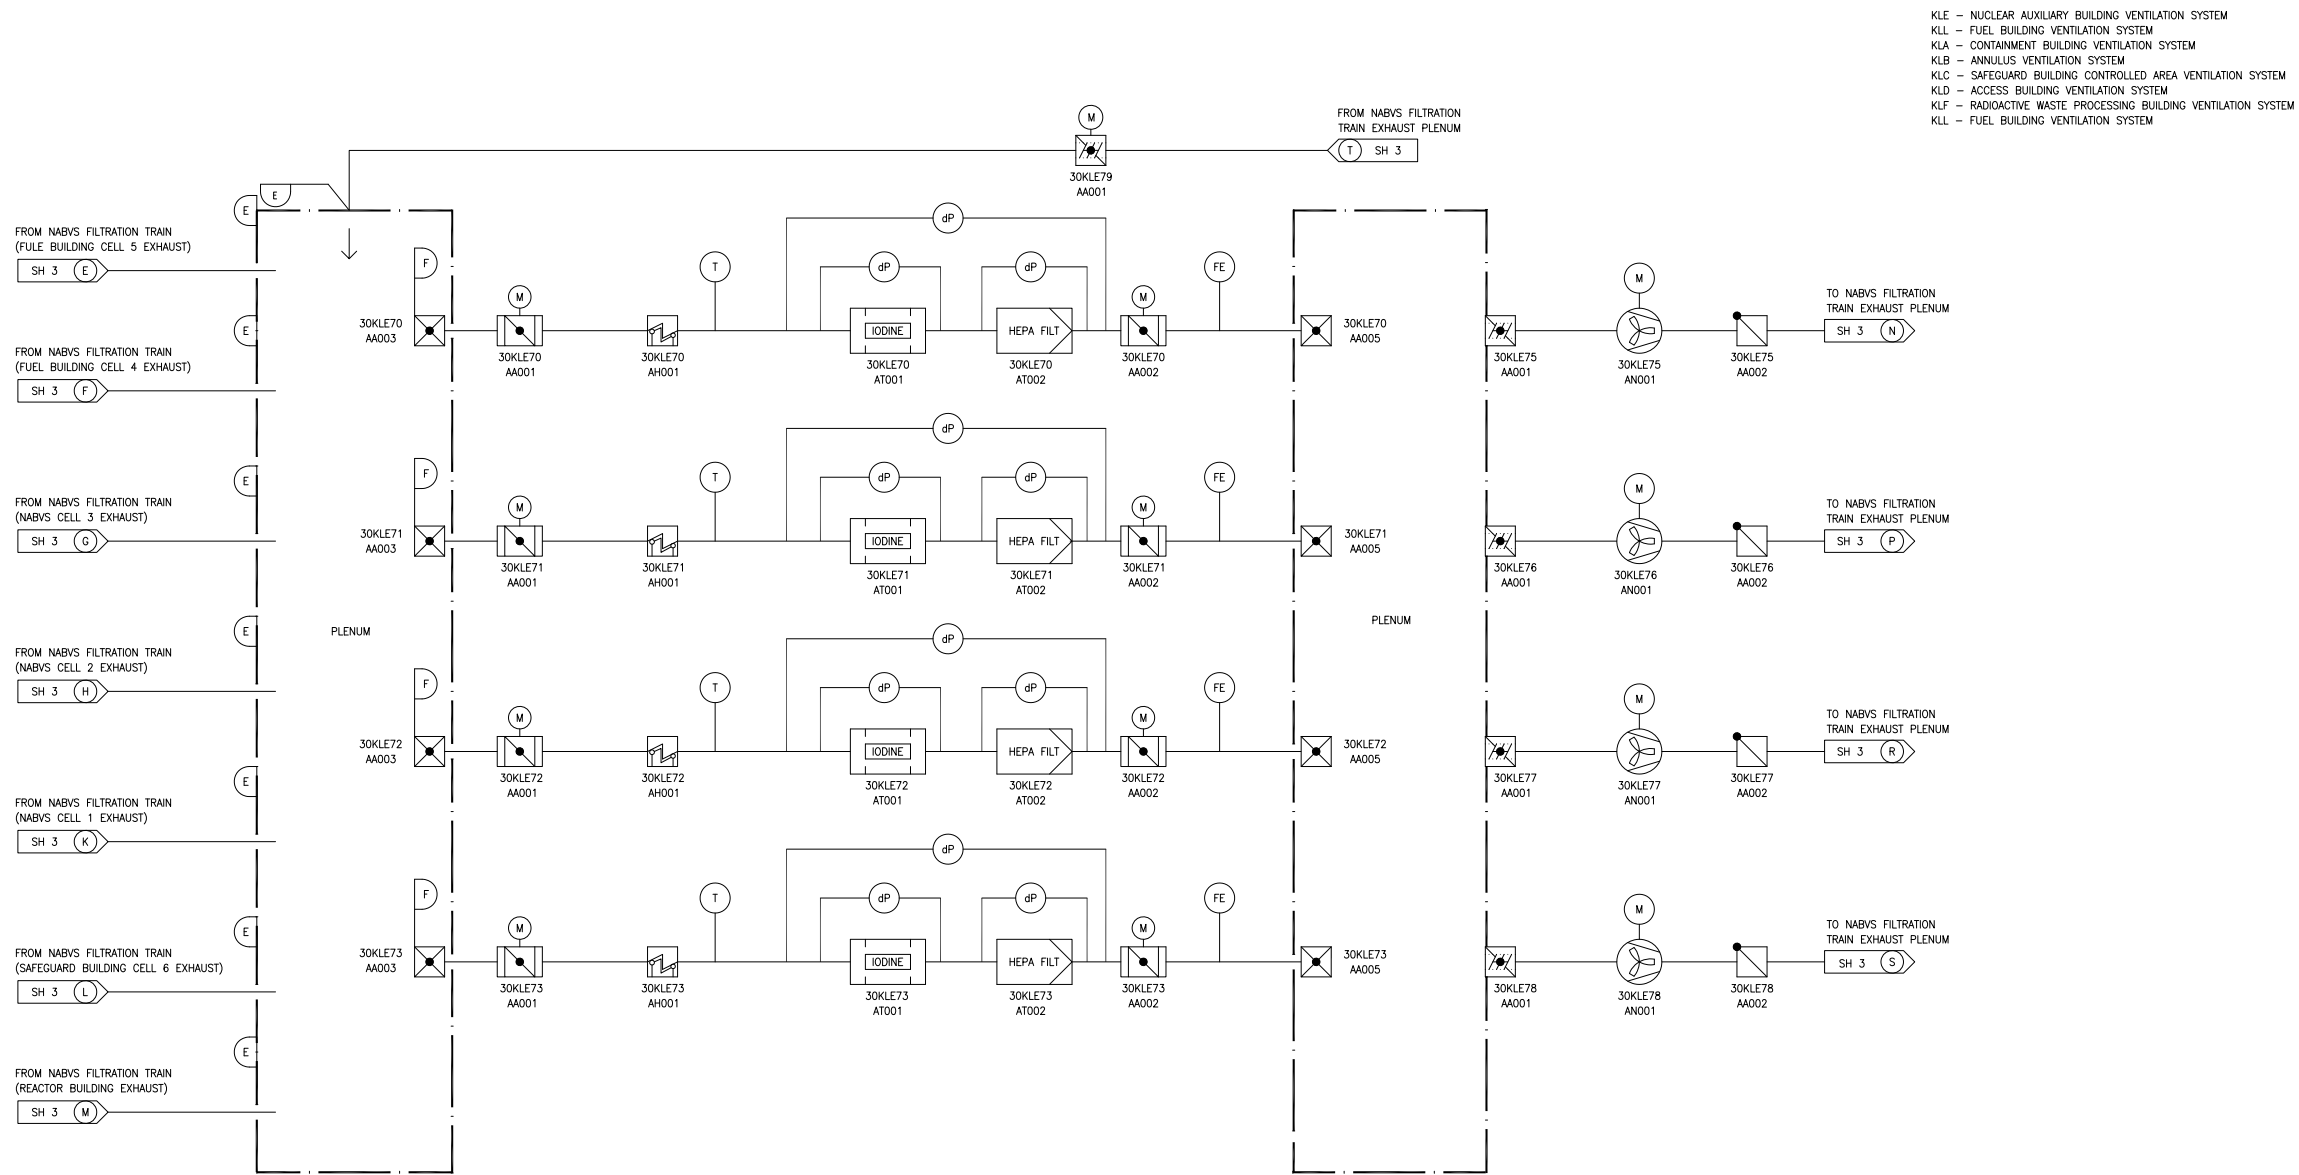 KLE - NUCLEAR AUXILIARY BUILDING VENTILATION SYSTEM
KLL - FUEL BUILDING VENTILATION SYSTEM
KLA - CONTAINMENT BUILDING VENTILATION SYSTEM
KLB - ANNULUS VENTILATION SYSTEM
KLC - SAFEGUARD BUILDING CONTROLLED AREA VENTILATION SYSTEM
KLD - ACCESS BUILDING VENTILATION SYSTEM
KLF - RADIOACTIVE WASTE PROCESSING BUILDING VENTILATION SYSTEM
KLL - FUEL BUILDING VENTILATION SYSTEM
M
FROM NABVS FILTRATION
TRAIN EXHAUST PLENUM
T SH 3
30KLE79
AA001
E
E
FROM NABVS FILTRATION TRAIN
(FULE BUILDING CELL 5 EXHAUST)
SH 3 E
E
FROM NABVS FILTRATION TRAIN
(FUEL BUILDING CELL 4 EXHAUST)
SH 3 F
E
FROM NABVS FILTRATION TRAIN
(NABVS CELL 3 EXHAUST)
SH 3 G
E
FROM NABVS FILTRATION TRAIN
(NABVS CELL 2 EXHAUST)
SH 3 H
E
FROM NABVS FILTRATION TRAIN
(NABVS CELL 1 EXHAUST)
SH 3 K
E
FROM NABVS FILTRATION TRAIN
(SAFEGUARD BUILDING CELL 6 EXHAUST)
SH 3 L
E
FROM NABVS FILTRATION TRAIN
(REACTOR BUILDING EXHAUST)
SH 3 M
PLENUM
PLENUM
dP
F T dP dP FE
M M M
30KLE70
AA003
30KLE70
AA001
30KLE70
AH001
IODINE
30KLE70
AT001
HEPA FILT
30KLE70
AT002
30KLE70
AA002
30KLE70
AA005
30KLE75
AA001
30KLE75
AN001
30KLE75
AA002
TO NABVS FILTRATION
TRAIN EXHAUST PLENUM
SH 3 N
dP
F T dP dP FE
M M M
30KLE71
AA003
30KLE71
AA001
30KLE71
AH001
IODINE
30KLE71
AT001
HEPA FILT
30KLE71
AT002
30KLE71
AA002
30KLE71
AA005
30KLE76
AA001
30KLE76
AN001
30KLE76
AA002
TO NABVS FILTRATION
TRAIN EXHAUST PLENUM
SH 3 P
dP
F T dP dP FE
M M M
30KLE72
AA003
30KLE72
AA001
30KLE72
AH001
IODINE
30KLE72
AT001
HEPA FILT
30KLE72
AT002
30KLE72
AA002
30KLE72
AA005
30KLE77
AA001
30KLE77
AN001
30KLE77
AA002
TO NABVS FILTRATION
TRAIN EXHAUST PLENUM
SH 3 R
dP
F T dP dP FE
M M M
30KLE73
AA003
30KLE73
AA001
30KLE73
AH001
IODINE
30KLE73
AT001
HEPA FILT
30KLE73
AT002
30KLE73
AA002
30KLE73
AA005
30KLE78
AA001
30KLE78
AN001
30KLE78
AA002
TO NABVS FILTRATION
TRAIN EXHAUST PLENUM
SH 3 S